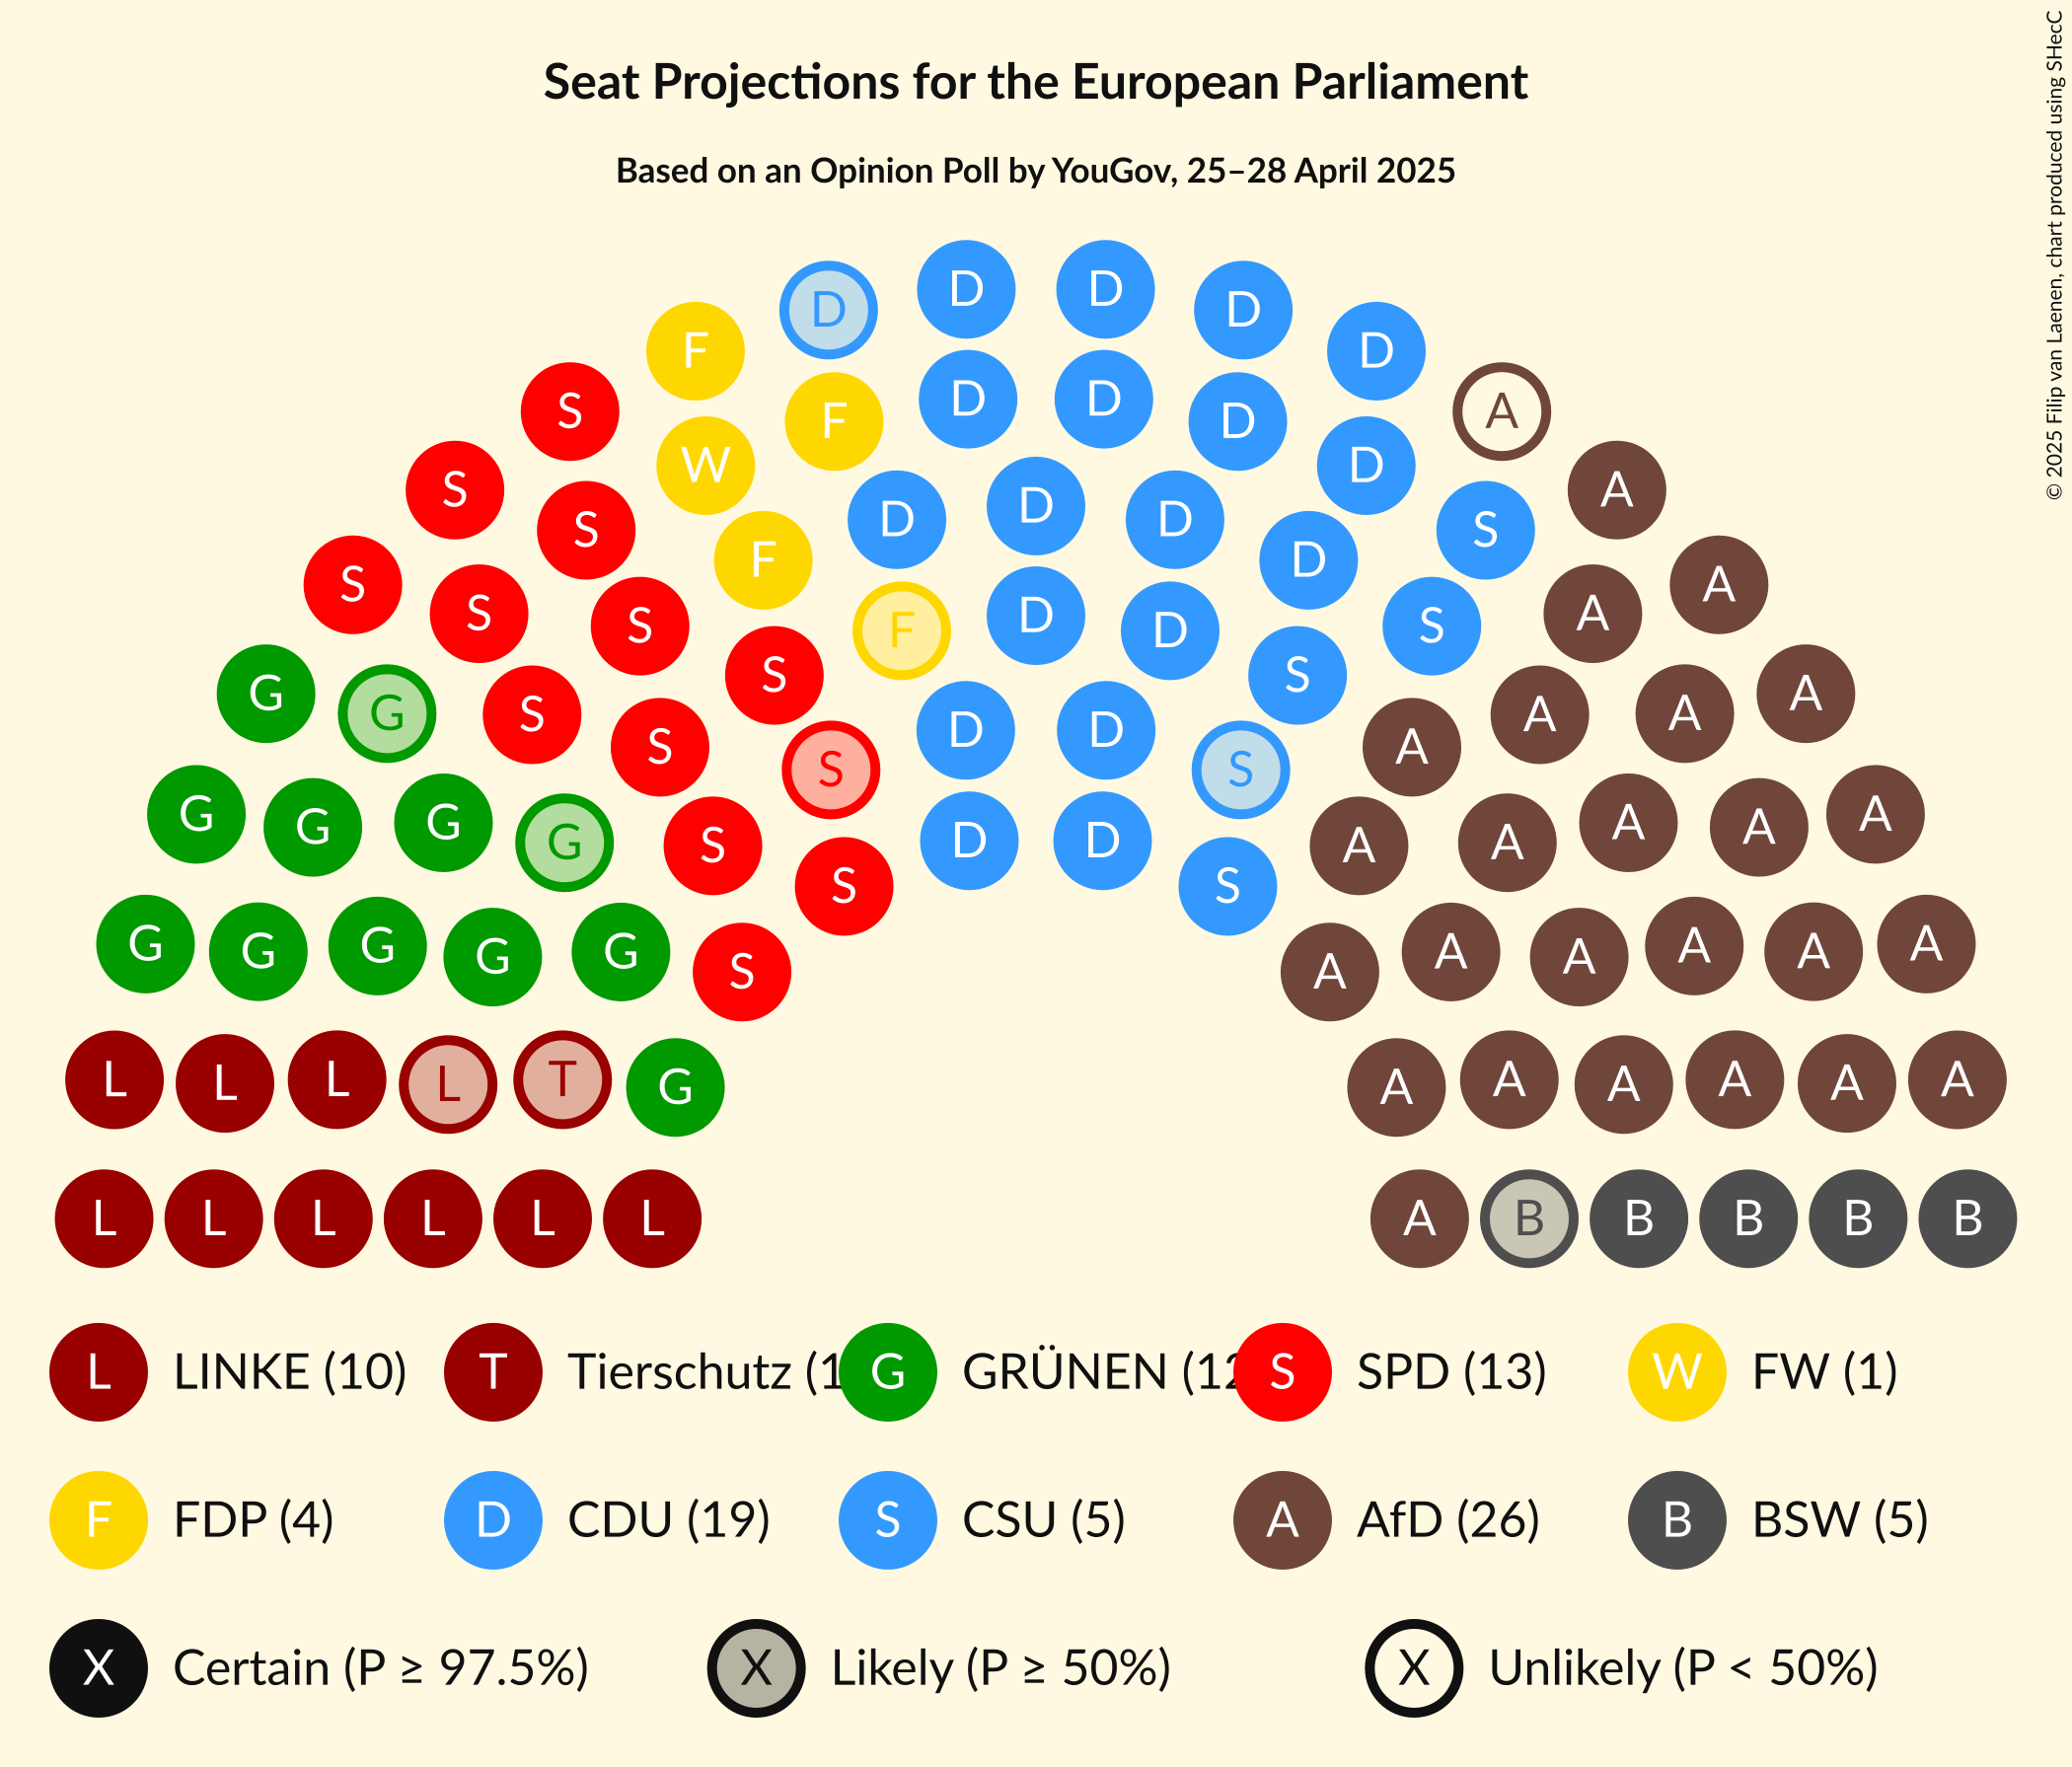 Seat Projections for the European Parliament
Based on an Opinion Poll by YouGov, 25–28 April 2025
© 2025 Filip van Laenen, chart produced using SHecC
D D D D
F D
S F D D D A
S W D A
S D D D S
S F D A
S S F D D S A
G S S A
G S S D D A A A
S S
G G G G S D D A A A A A
S S
G G G G G S A A A A A A
L L L L T G A A A A A A
L L L L L L A B B B B B
L LINKE (10) T Tierschutz (1 G GRÜNEN (12 S SPD (13) W FW (1)
F FDP (4) D CDU (19) S CSU (5) A AfD (26) B BSW (5)
X Certain (P ≥ 97.5%) X Likely (P ≥ 50%) X Unlikely (P < 50%)